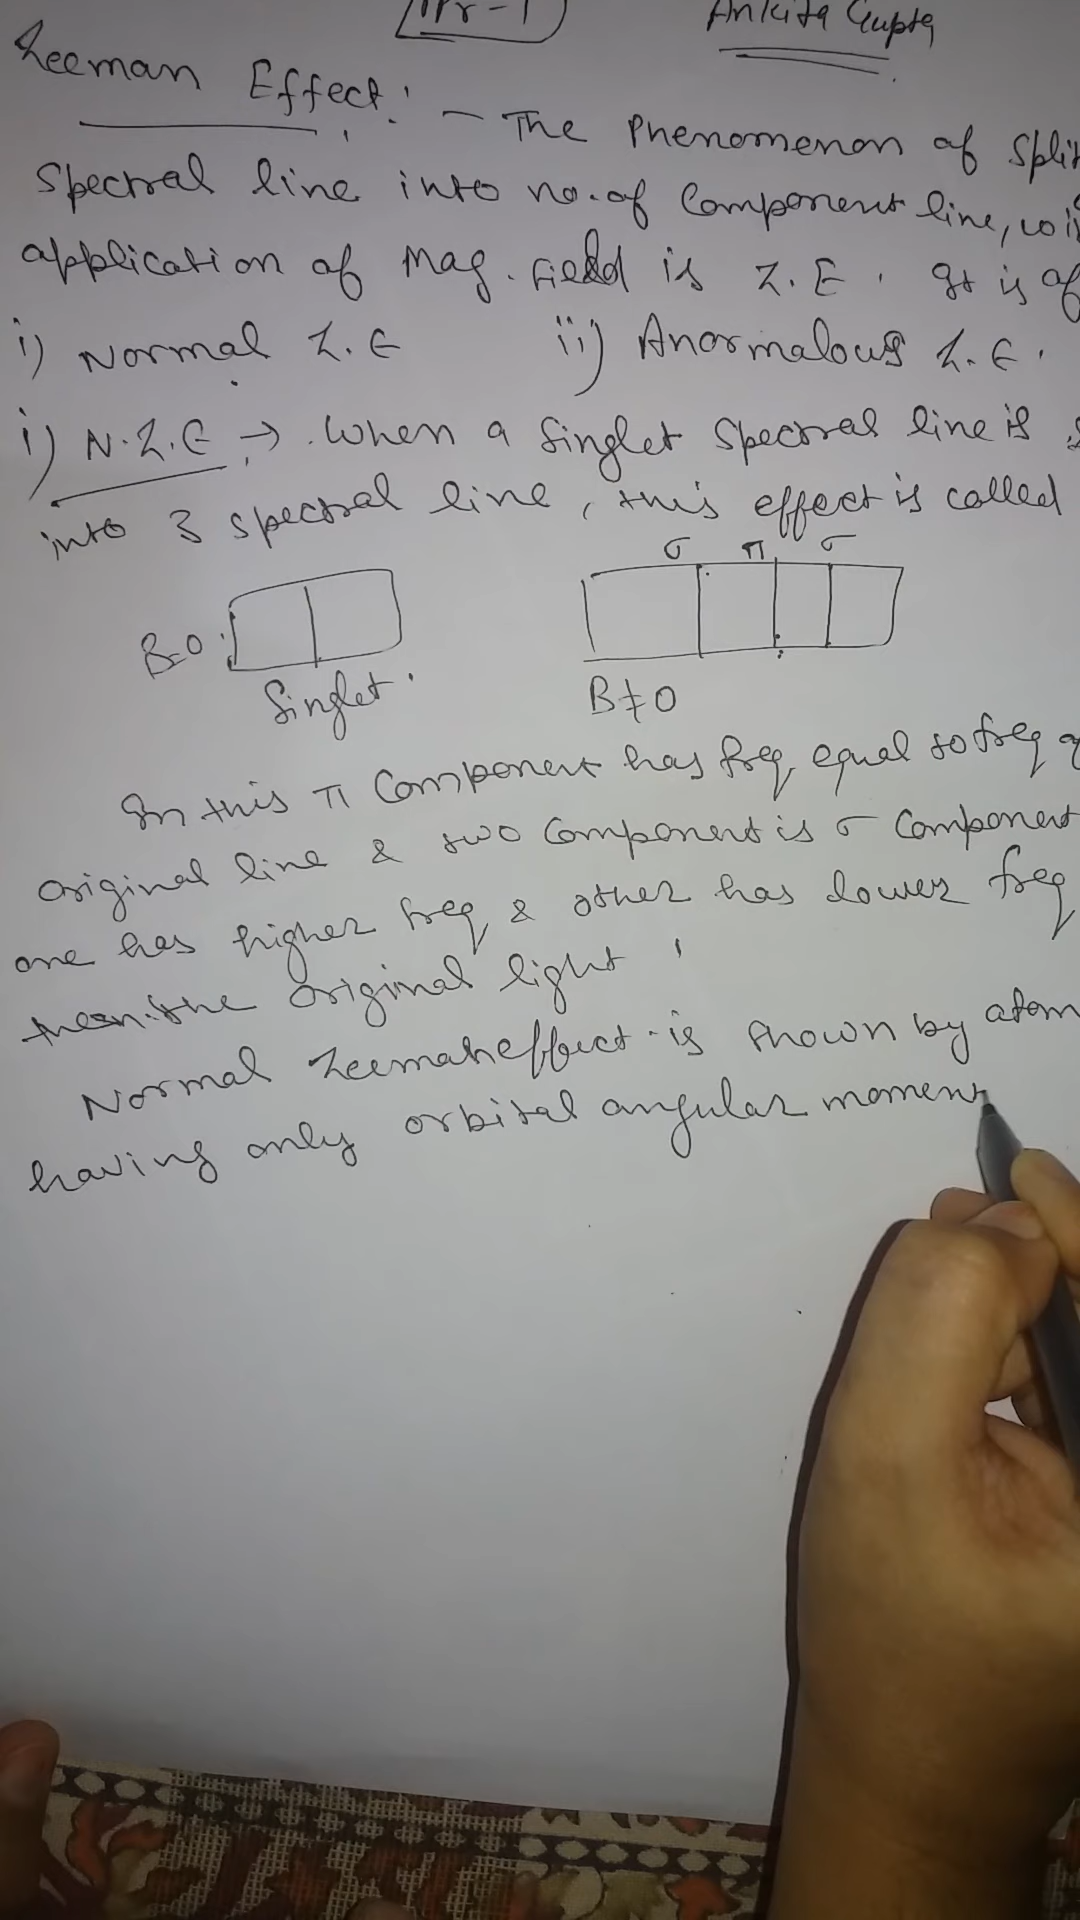 Ankita Gupta
Zeeman Effect! - The Phenomenon of Split
Spectral line into no. of Component line, wi
application of Mag. Field is Z.E. It is of
i) Normal Z.E ii) Anormalous Z.E.
i) N.Z.E → When a Singlet Spectral line is s
into 3 spectral line, this effect is called
σ π σ
B=0
Singlet.
B≠0
In this π Component has freq equal to freq o
original line & two Component is σ Component
one has higher freq & other has lower freq
than the original light.
Normal Zeeman effect is shown by atom
having only orbital angular moment